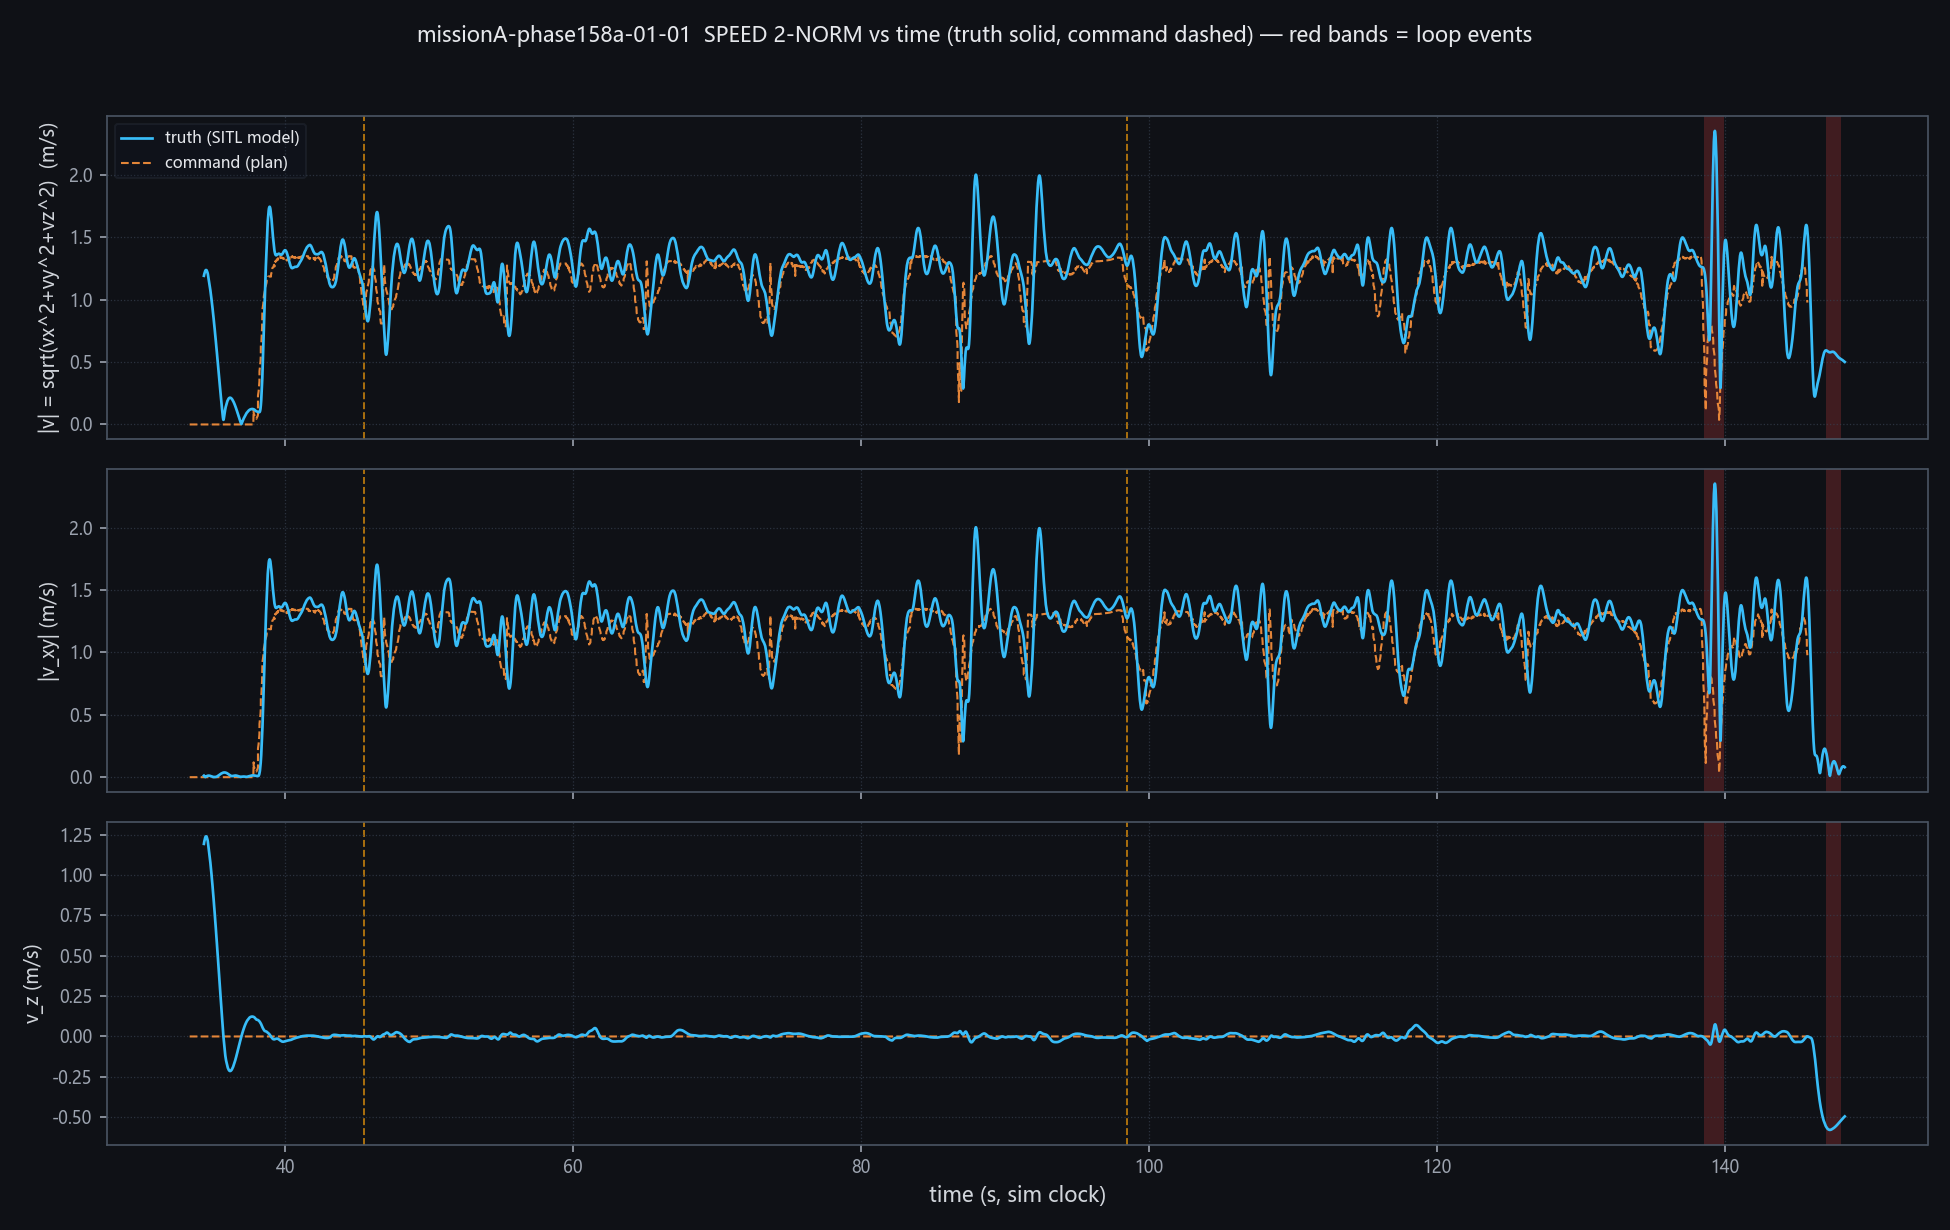 missionA-phase158a-01-01  SPEED 2-NORM vs time (truth solid, command dashed) — red bands = loop events
|v| = sqrt(vx^2+vy^2+vz^2)  (m/s)
truth (SITL model)
command (plan)
2.0
1.5
1.0
0.5
0.0
|v_xy| (m/s)
2.0
1.5
1.0
0.5
0.0
v_z (m/s)
1.25
1.00
0.75
0.50
0.25
0.00
-0.25
-0.50
40 60 80 100 120 140
time (s, sim clock)